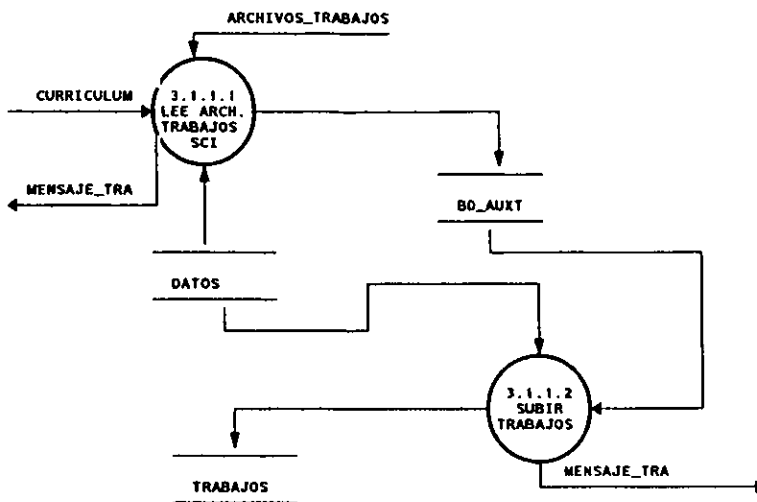 ARCHIVOS_TRABAJOS
CURRICULUM
3.1.1.1
LEE ARCH.
TRABAJOS
SCI
MENSAJE_TRA
BD_AUXT
DATOS
3.1.1.2
SUBIR
TRABAJOS
MENSAJE_TRA
TRABAJOS